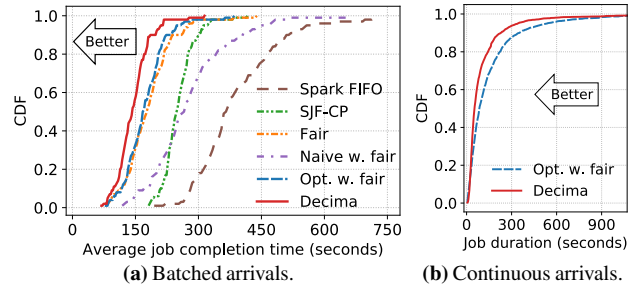 1.0
0.8
0.6
0.4
0.2
0.0
CDF
Better
Spark FIFO
SJF-CP
Fair
Naive w. fair
Opt. w. fair
Decima
0 150 300 450 600 750
Average job completion time (seconds)
(a) Batched arrivals.
1.0
0.8
0.6
0.4
0.2
0.0
CDF
Better
Opt. w. fair
Decima
0 300 600 900
Job duration (seconds)
(b) Continuous arrivals.